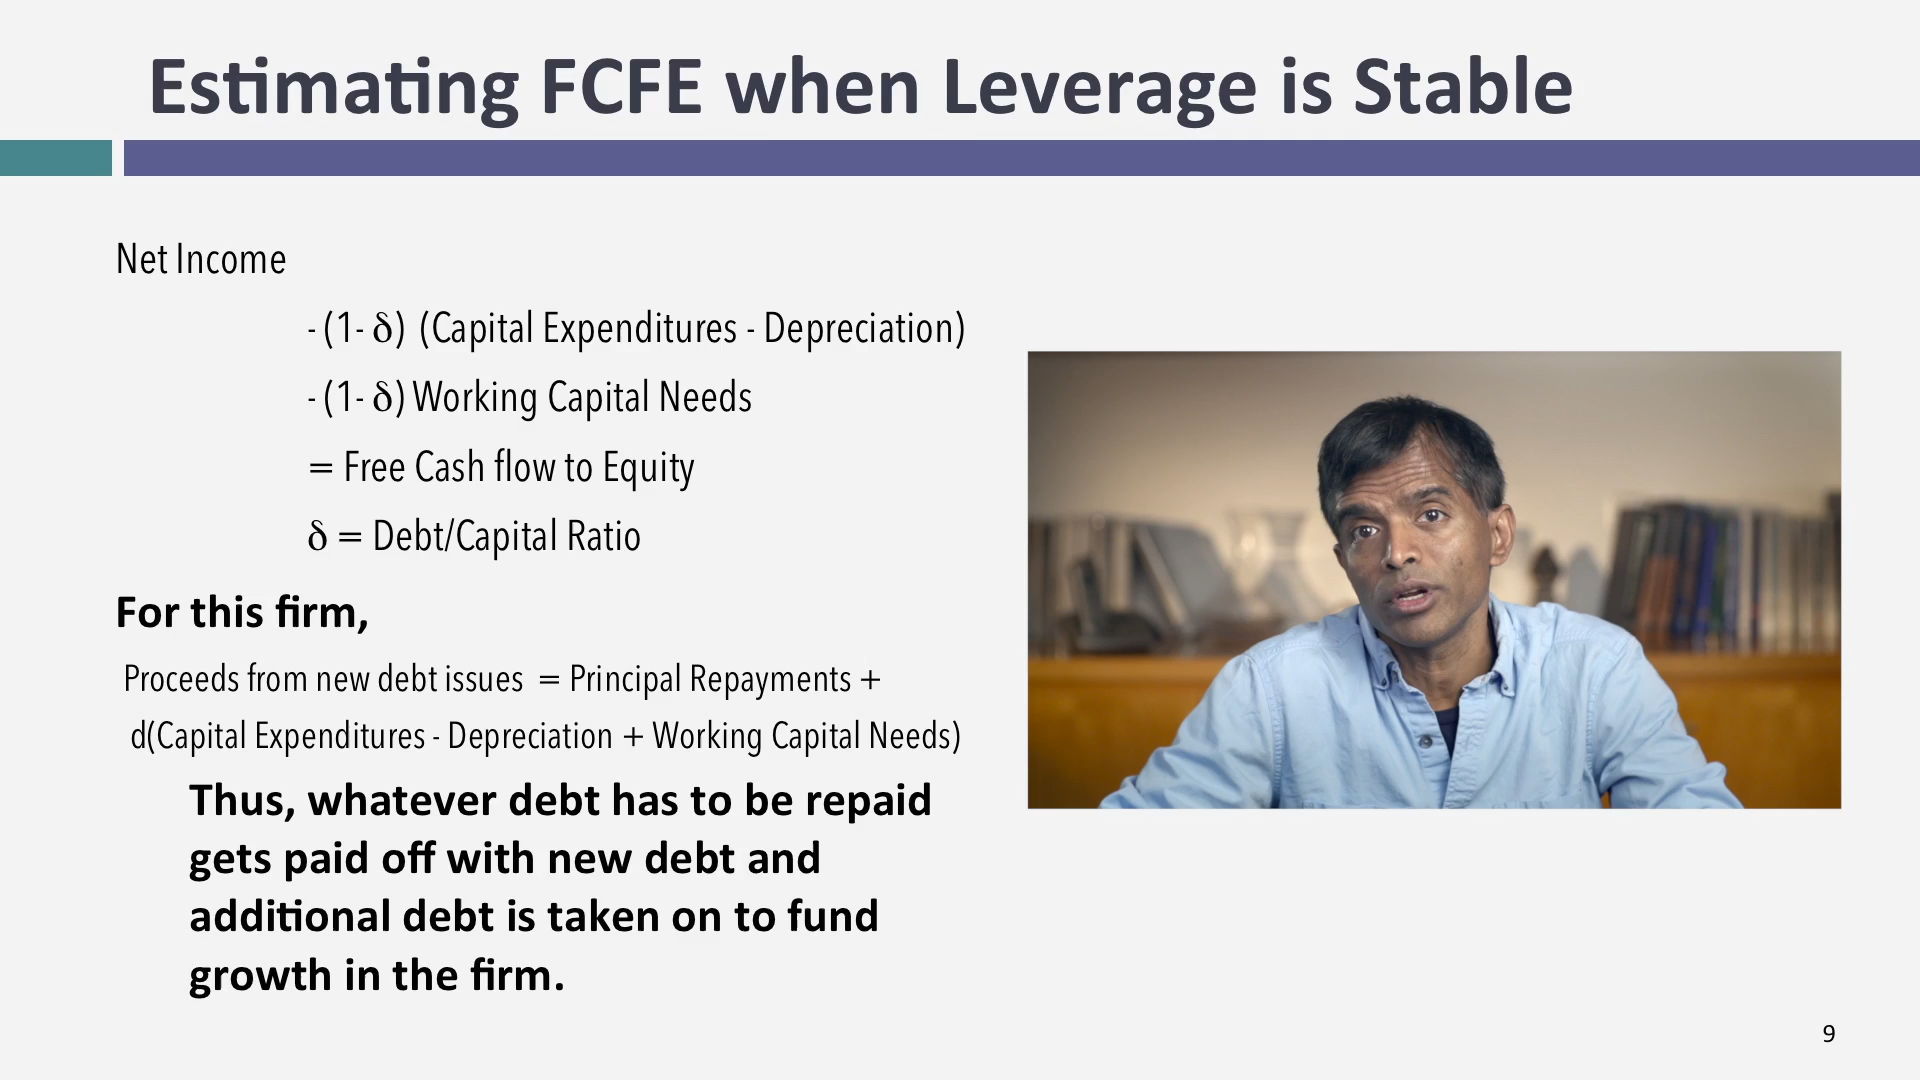 Estimating FCFE when Leverage is Stable
Net Income
- (1- δ) (Capital Expenditures - Depreciation)
- (1- δ) Working Capital Needs
= Free Cash flow to Equity
δ = Debt/Capital Ratio
For this firm,
Proceeds from new debt issues = Principal Repayments +
d(Capital Expenditures - Depreciation + Working Capital Needs)
Thus, whatever debt has to be repaid
gets paid off with new debt and
additional debt is taken on to fund
growth in the firm.
9